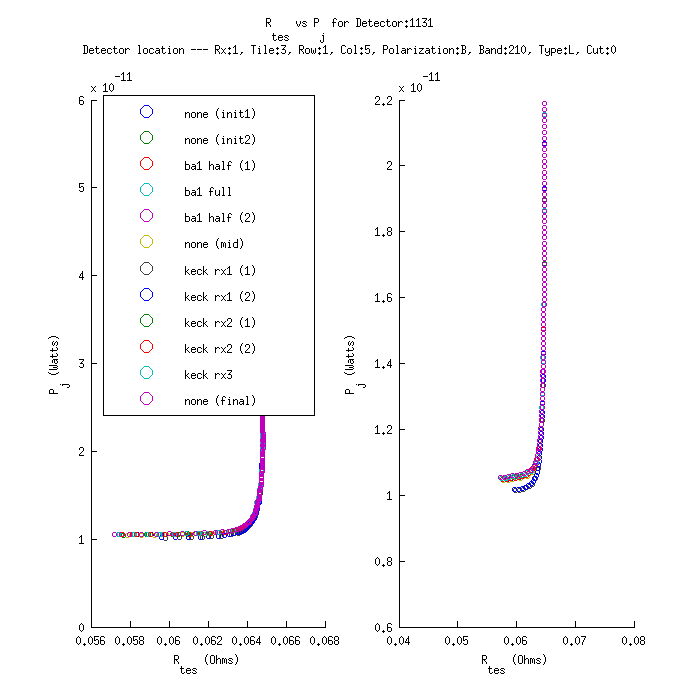 R    vs P  for Detector:1131
tes    j
Detector location --- Rx:1, Tile:3, Row:1, Col:5, Polarization:B, Band:210, Type:L, Cut:0
x 10 -11
6
5
4
3
2
1
0
P j (Watts)
0.056 0.058 0.06 0.062 0.064 0.066 0.068
R tes (Ohms)
none (init1)
none (init2)
ba1 half (1)
ba1 full
ba1 half (2)
none (mid)
keck rx1 (1)
keck rx1 (2)
keck rx2 (1)
keck rx2 (2)
keck rx3
none (final)
x 10 -11
2.2
2
1.8
1.6
1.4
1.2
1
0.8
0.6
P j (Watts)
0.04 0.05 0.06 0.07 0.08
R tes (Ohms)